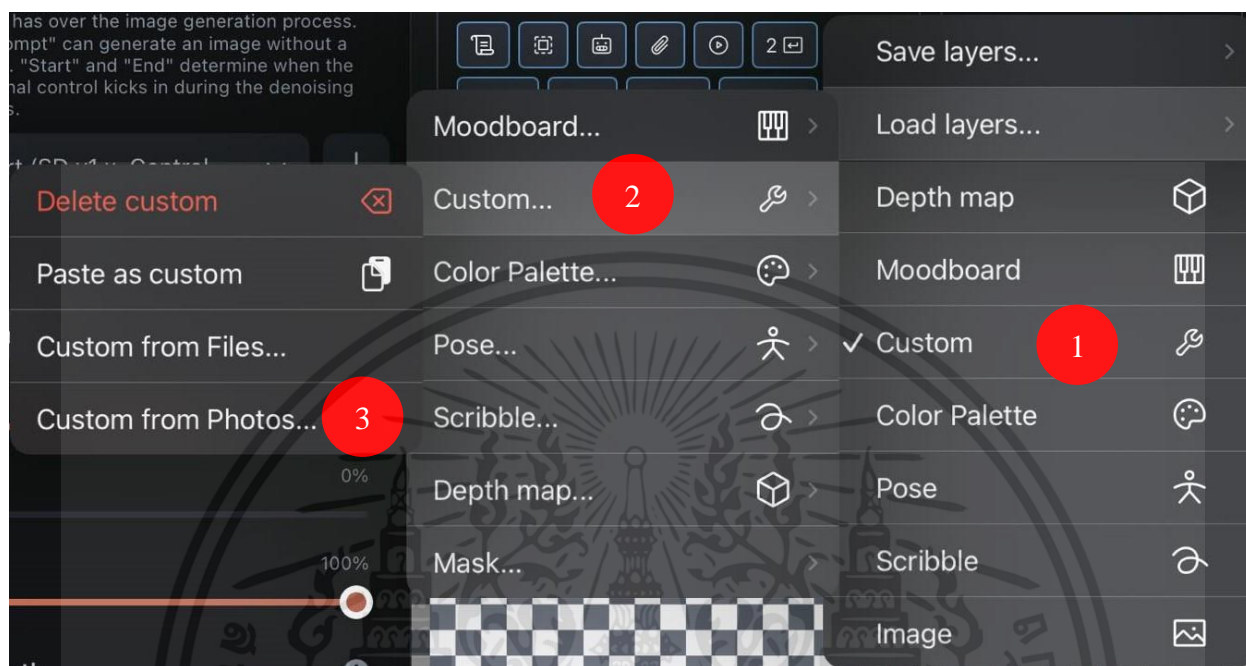 has over the image generation process.
ompt" can generate an image without a
. "Start" and "End" determine when the
nal control kicks in during the denoising
s.
2
Delete custom
Paste as custom
Custom from Files...
Custom from Photos...
3
0%
100%
Moodboard...
Custom...
2
Color Palette...
Pose...
Scribble...
Depth map...
Mask...
Save layers...
Load layers...
Depth map
Moodboard
Custom
1
Color Palette
Pose
Scribble
Image